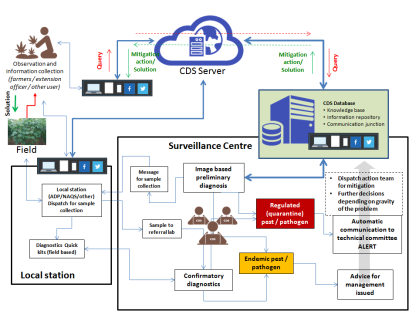 Observation and
information collection
(farmers / extension
officer / other user)
Query
Mitigation
action/
Solution
CDS Server
Mitigation
action/
Solution
Query
Solution
Field
CDS Database
• Knowledge base
• Information repository
• Communication junction
Surveillance Centre
Local station
(ADP/NAQS/other)
Dispatch for sample
collection
Message
for sample
collection
Image based
preliminary
diagnosis
Sample to
referral lab
Regulated
(quarantine)
pest / pathogen
• Dispatch action team
for mitigation
• Further decisions
depending on gravity
of the problem
Automatic
communication to
technical committee
ALERT
Diagnostics Quick
kits (field based)
Local station
Confirmatory
diagnostics
Endemic pest /
pathogen
Advice for
management
issued